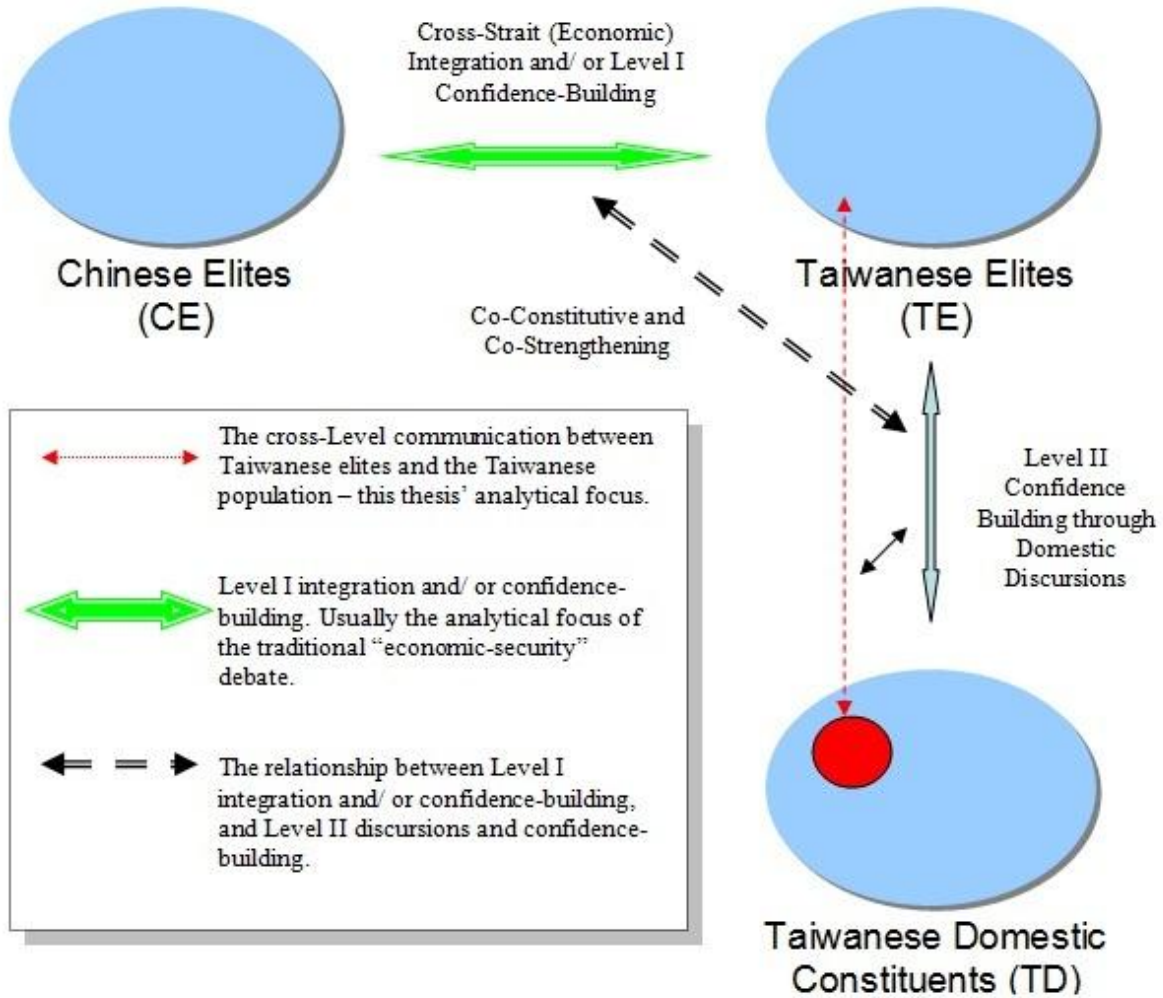 Cross-Strait (Economic)
Integration and/ or Level I
Confidence-Building
Chinese Elites
(CE)
Taiwanese Elites
(TE)
Co-Constitutive and
Co-Strengthening
Level II
Confidence
Building through
Domestic
Discursions
The cross-Level communication between
Taiwanese elites and the Taiwanese
population – this thesis’ analytical focus.
Level I integration and/ or confidence-
building. Usually the analytical focus of
the traditional “economic-security”
debate.
The relationship between Level I
integration and/ or confidence-building,
and Level II discursions and confidence-
building.
Taiwanese Domestic
Constituents (TD)